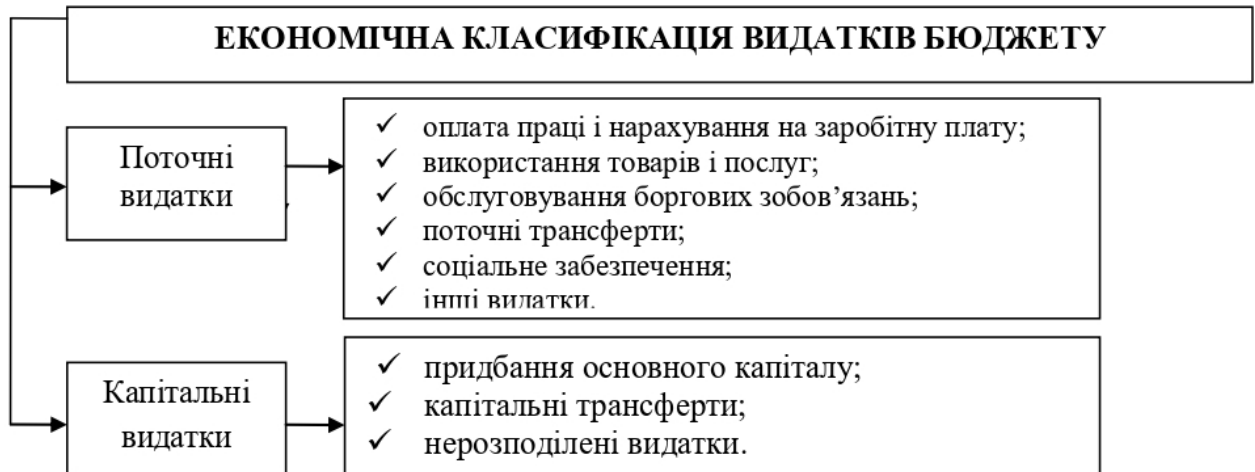 ЕКОНОМІЧНА КЛАСИФІКАЦІЯ ВИДАТКІВ БЮДЖЕТУ
Поточні
видатки
✓ оплата праці і нарахування на заробітну плату;
✓ використання товарів і послуг;
✓ обслуговування боргових зобов’язань;
✓ поточні трансферти;
✓ соціальне забезпечення;
✓ інші видатки.
Капітальні
видатки
✓ придбання основного капіталу;
✓ капітальні трансферти;
✓ нерозподілені видатки.